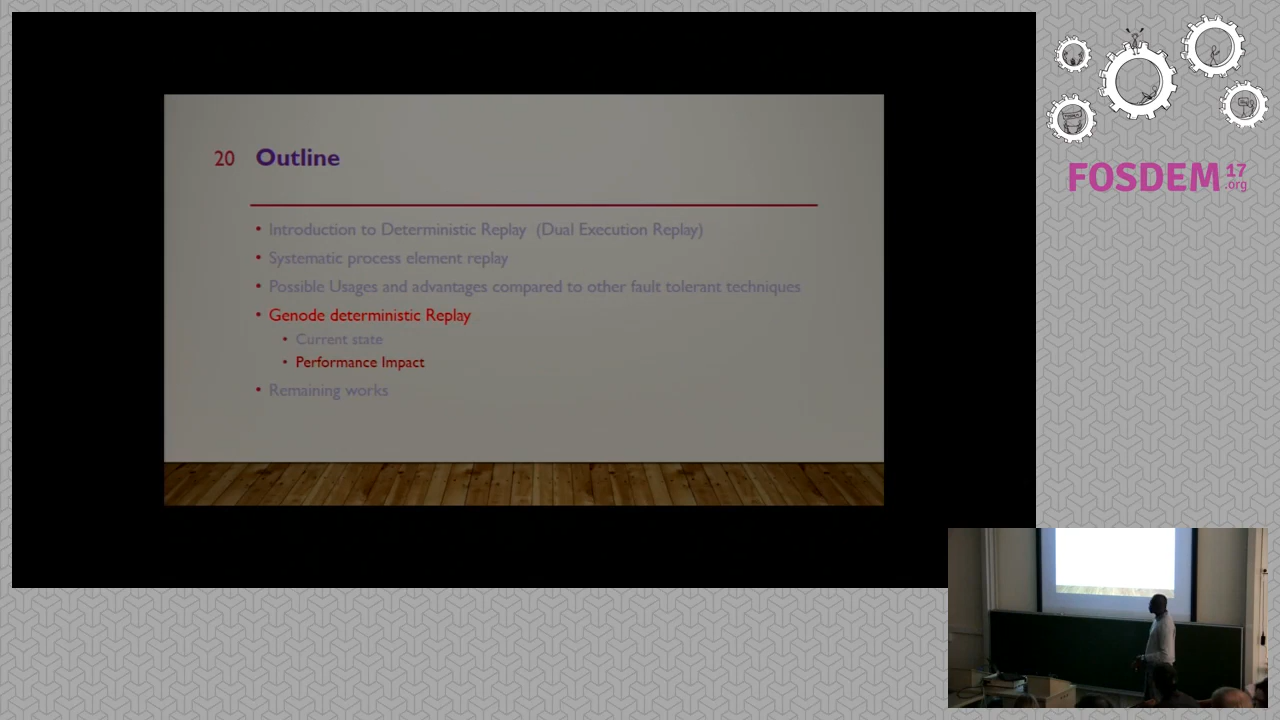 20 Outline
• Introduction to Deterministic Replay (Dual Execution Replay)
• Systematic process element replay
• Possible Usages and advantages compared to other fault tolerant techniques
• Genode deterministic Replay
• Current state
• Performance Impact
• Remaining works
FOSDEM 17 .org